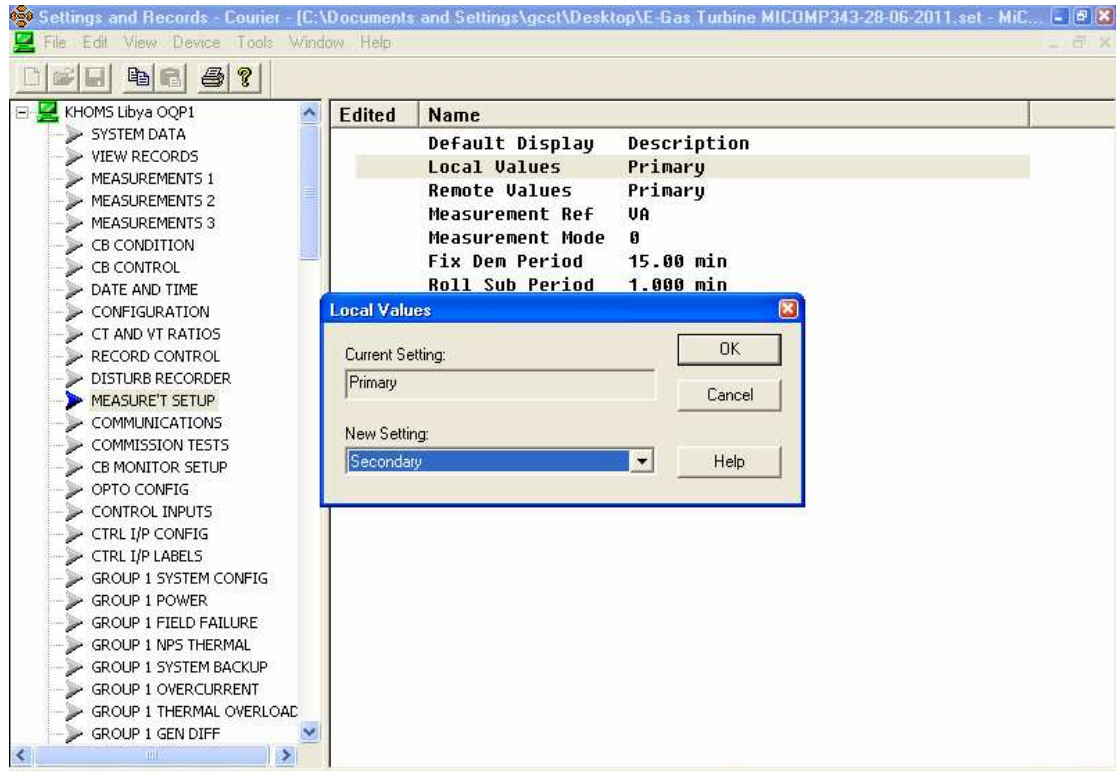 Settings and Records - Courier - [C:\Documents and Settings\gcct\Desktop\E-Gas Turbine MICOMP343-28-06-2011.set - MiC...
File Edit View Device Tools Window Help
KHOMS Libya OQP1
SYSTEM DATA
VIEW RECORDS
MEASUREMENTS 1
MEASUREMENTS 2
MEASUREMENTS 3
CB CONDITION
CB CONTROL
DATE AND TIME
CONFIGURATION
CT AND VT RATIOS
RECORD CONTROL
DISTURB RECORDER
MEASURE'T SETUP
COMMUNICATIONS
COMMISSION TESTS
CB MONITOR SETUP
OPTO CONFIG
CONTROL INPUTS
CTRL I/P CONFIG
CTRL I/P LABELS
GROUP 1 SYSTEM CONFIG
GROUP 1 POWER
GROUP 1 FIELD FAILURE
GROUP 1 NPS THERMAL
GROUP 1 SYSTEM BACKUP
GROUP 1 OVERCURRENT
GROUP 1 THERMAL OVERLOAD
GROUP 1 GEN DIFF
Edited Name
Default Display Description
Local Values Primary
Remote Values Primary
Measurement Ref VA
Measurement Mode 0
Fix Dem Period 15.00 min
Roll Sub Period 1.000 min
Local Values
Current Setting:
Primary
New Setting:
Secondary
OK
Cancel
Help